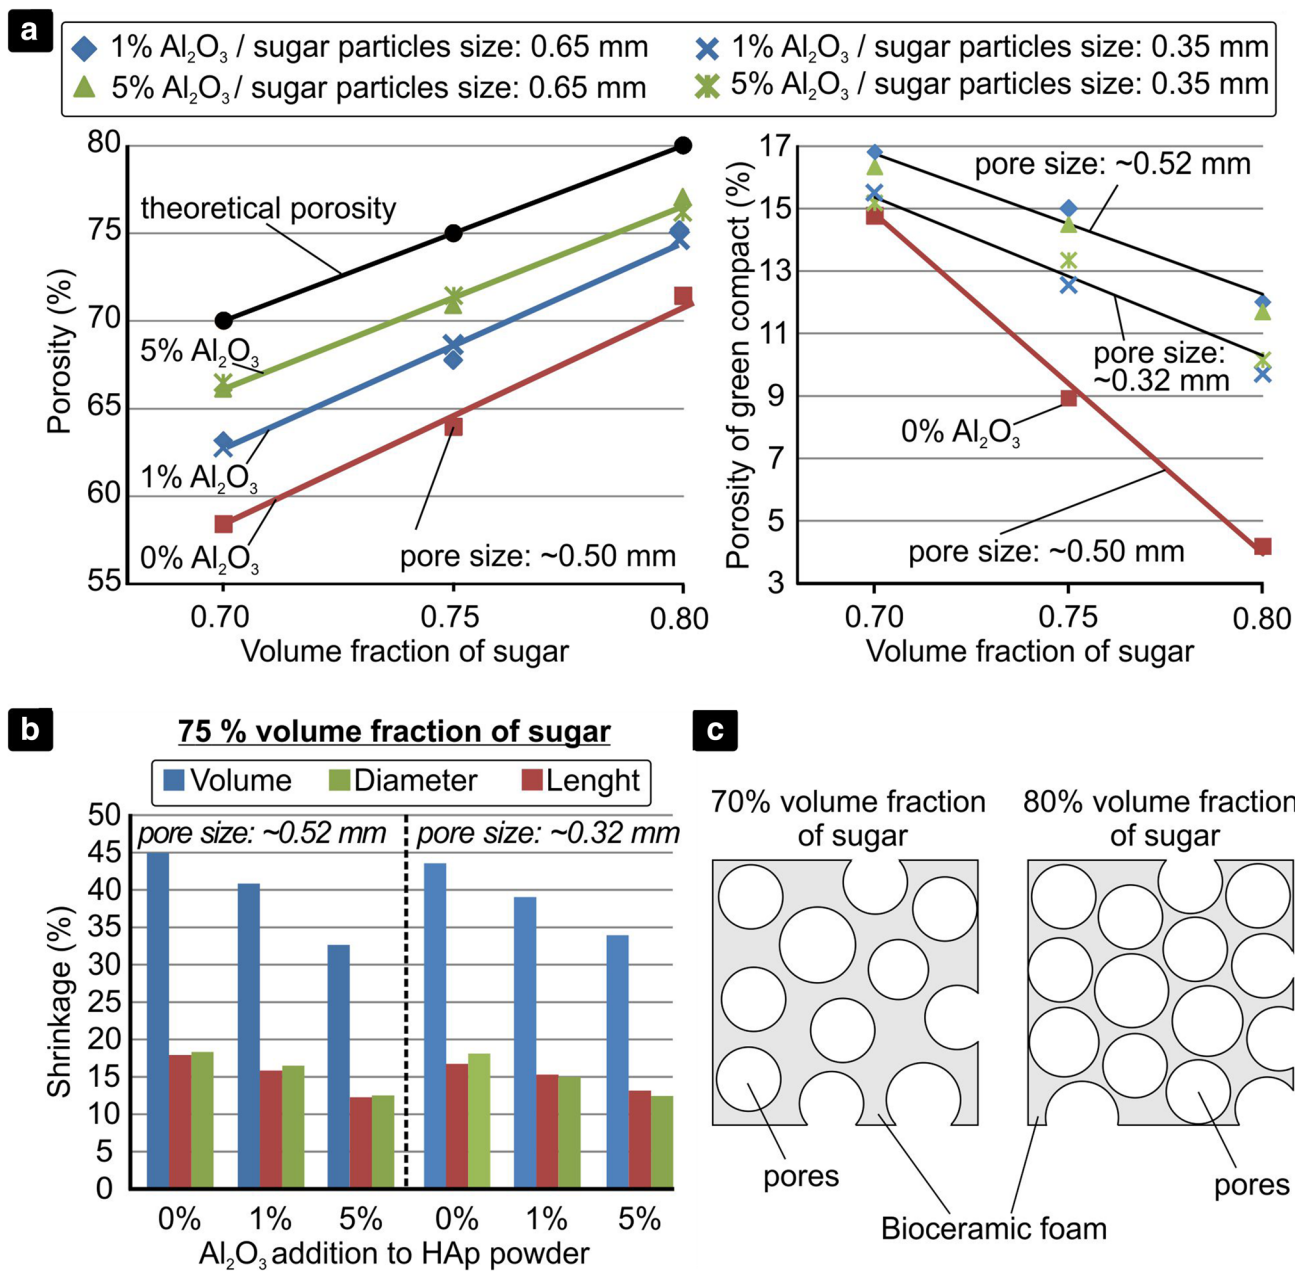 a
1% Al₂O₃ / sugar particles size: 0.65 mm
1% Al₂O₃ / sugar particles size: 0.35 mm
5% Al₂O₃ / sugar particles size: 0.65 mm
5% Al₂O₃ / sugar particles size: 0.35 mm
Porosity (%)
80
75
70
65
60
55
theoretical porosity
5% Al₂O₃
1% Al₂O₃
0% Al₂O₃
pore size: ~0.50 mm
0.70 0.75 0.80
Volume fraction of sugar
Porosity of green compact (%)
17
15
13
11
9
7
5
3
pore size: ~0.52 mm
pore size:
~0.32 mm
0% Al₂O₃
pore size: ~0.50 mm
0.70 0.75 0.80
Volume fraction of sugar
b
75 % volume fraction of sugar
Volume Diameter Lenght
Shrinkage (%)
50
45
40
35
30
25
20
15
10
5
0
pore size: ~0.52 mm
pore size: ~0.32 mm
0% 1% 5% 0% 1% 5%
Al₂O₃ addition to HAp powder
c
70% volume fraction
of sugar
80% volume fraction
of sugar
pores
pores
Bioceramic foam